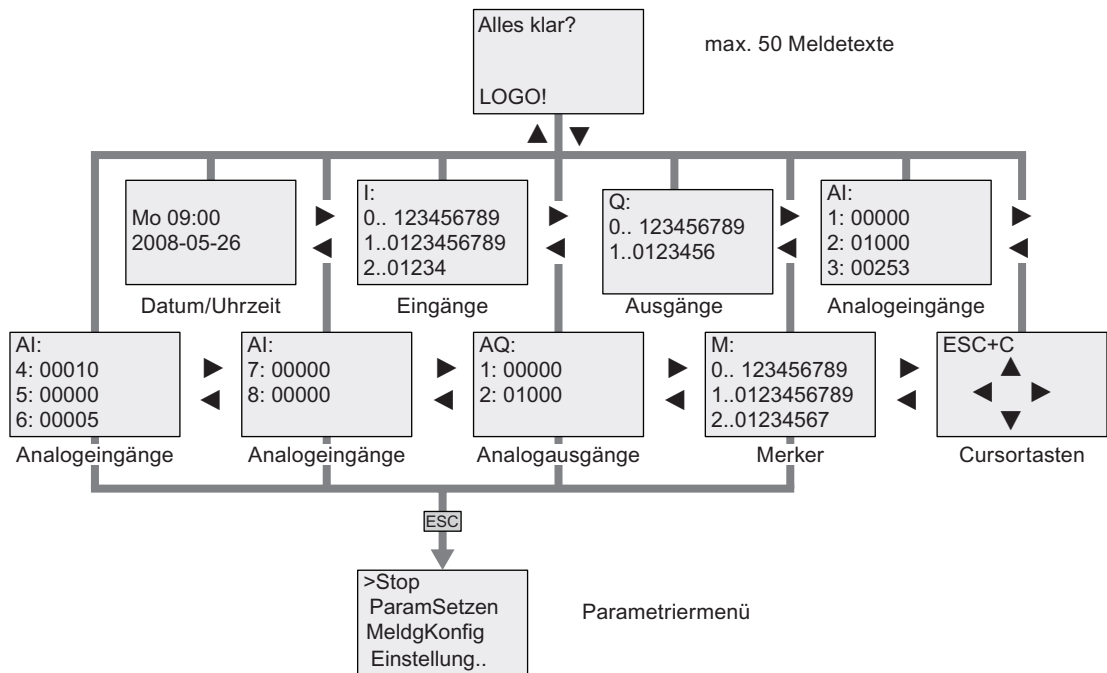 Alles klar?
LOGO!
max. 50 Meldetexte
Mo 09:00
2008-05-26
Datum/Uhrzeit
I:
0.. 123456789
1..0123456789
2..01234
Eingänge
Q:
0.. 123456789
1..0123456
Ausgänge
AI:
1: 00000
2: 01000
3: 00253
Analogeingänge
AI:
4: 00010
5: 00000
6: 00005
Analogeingänge
AI:
7: 00000
8: 00000
Analogeingänge
AQ:
1: 00000
2: 01000
Analogausgänge
M:
0.. 123456789
1..0123456789
2..01234567
Merker
ESC+C
Cursortasten
ESC
>Stop
ParamSetzen
MeldgKonfig
Einstellung..
Parametriermenü